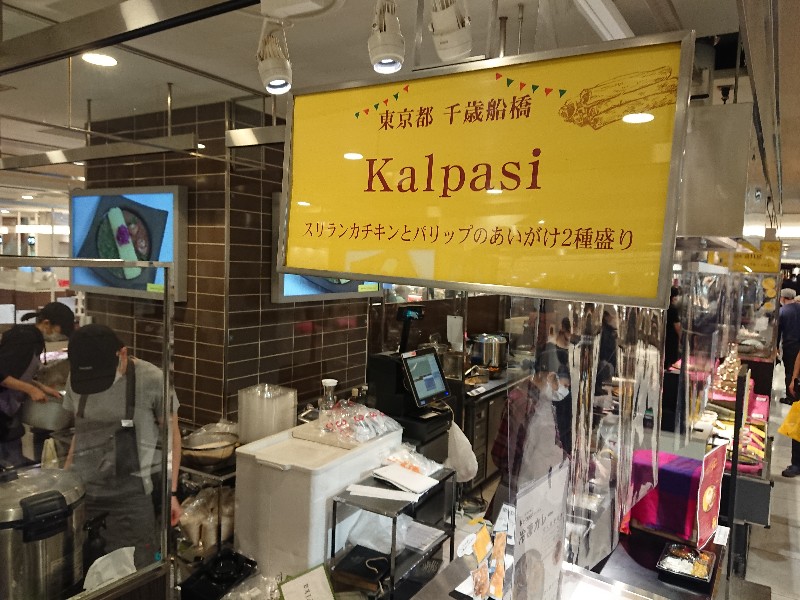 東京都 千歳船橋
Kalpasi
スリランカチキンとパリップのあいがけ2種盛り